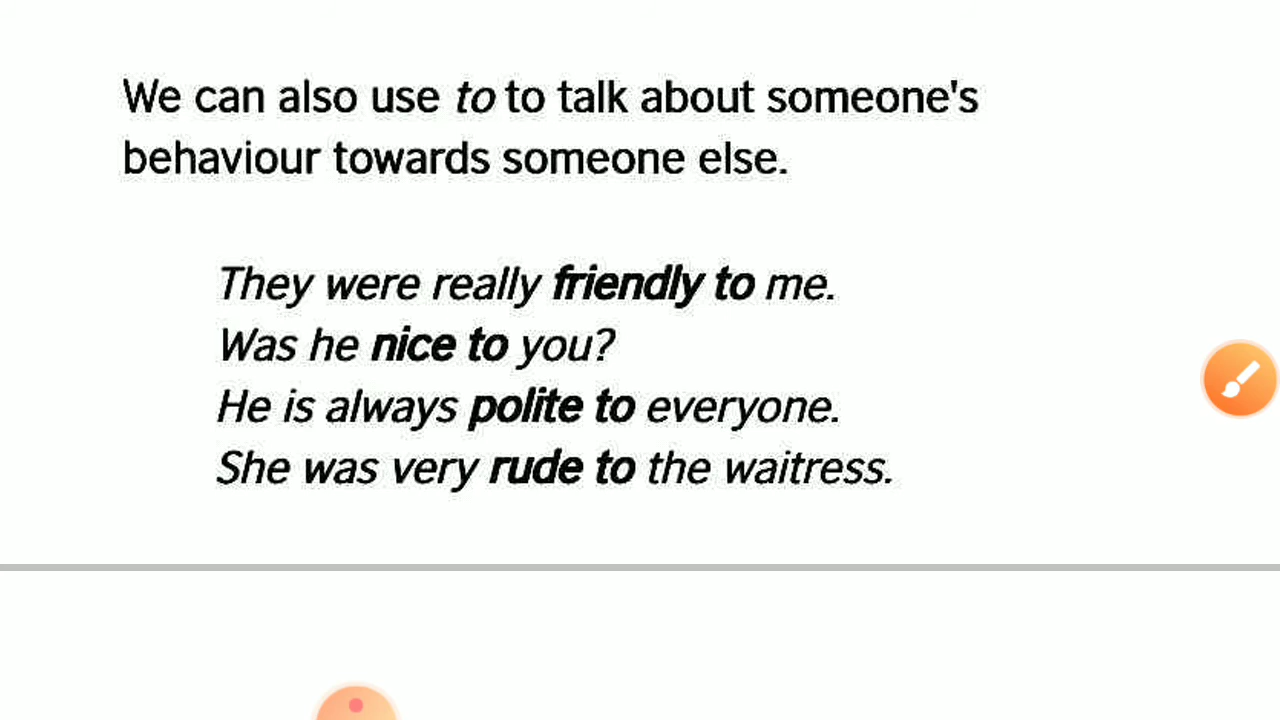 We can also use to to talk about someone's
behaviour towards someone else.
They were really friendly to me.
Was he nice to you?
He is always polite to everyone.
She was very rude to the waitress.